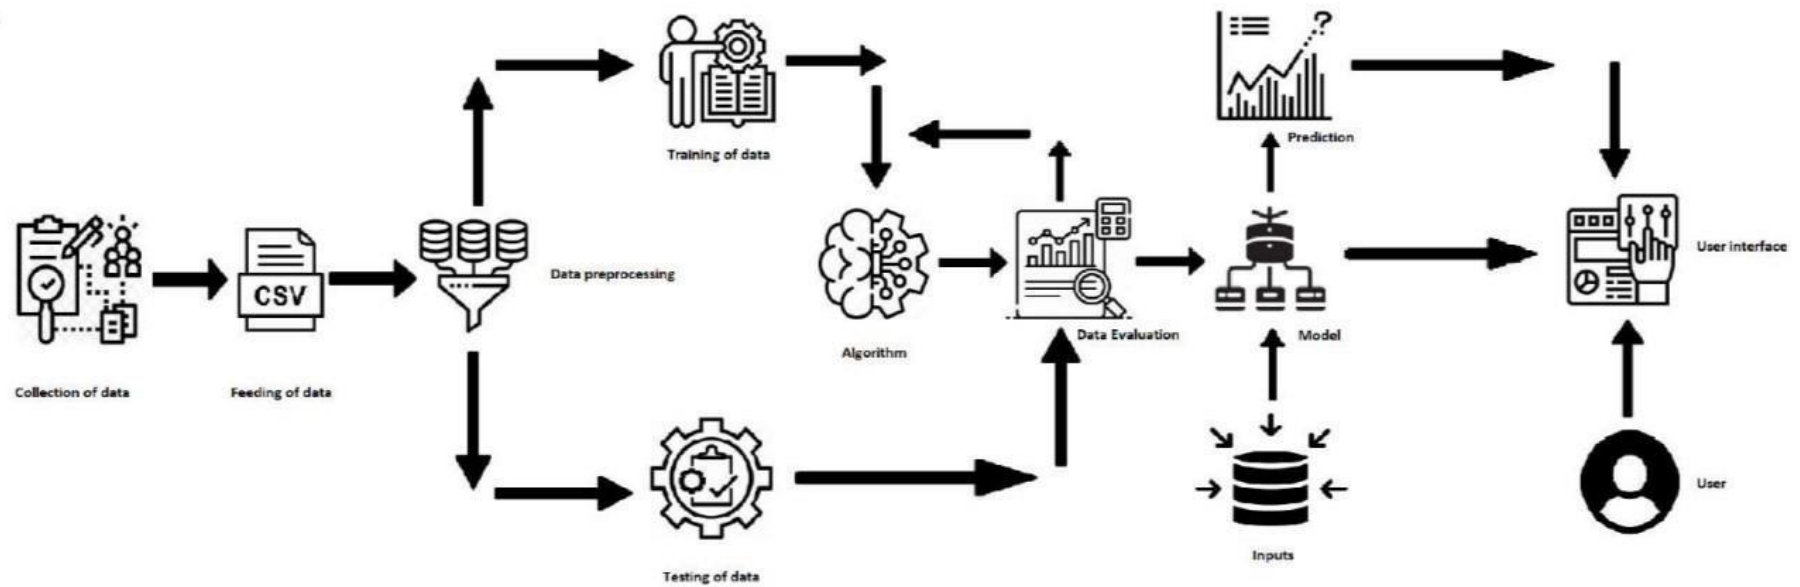 ?
Training of data
Prediction
CSV
Data preprocessing
User interface
Data Evaluation
Model
Algorithm
Collection of data
Feeding of data
User
Inputs
Testing of data